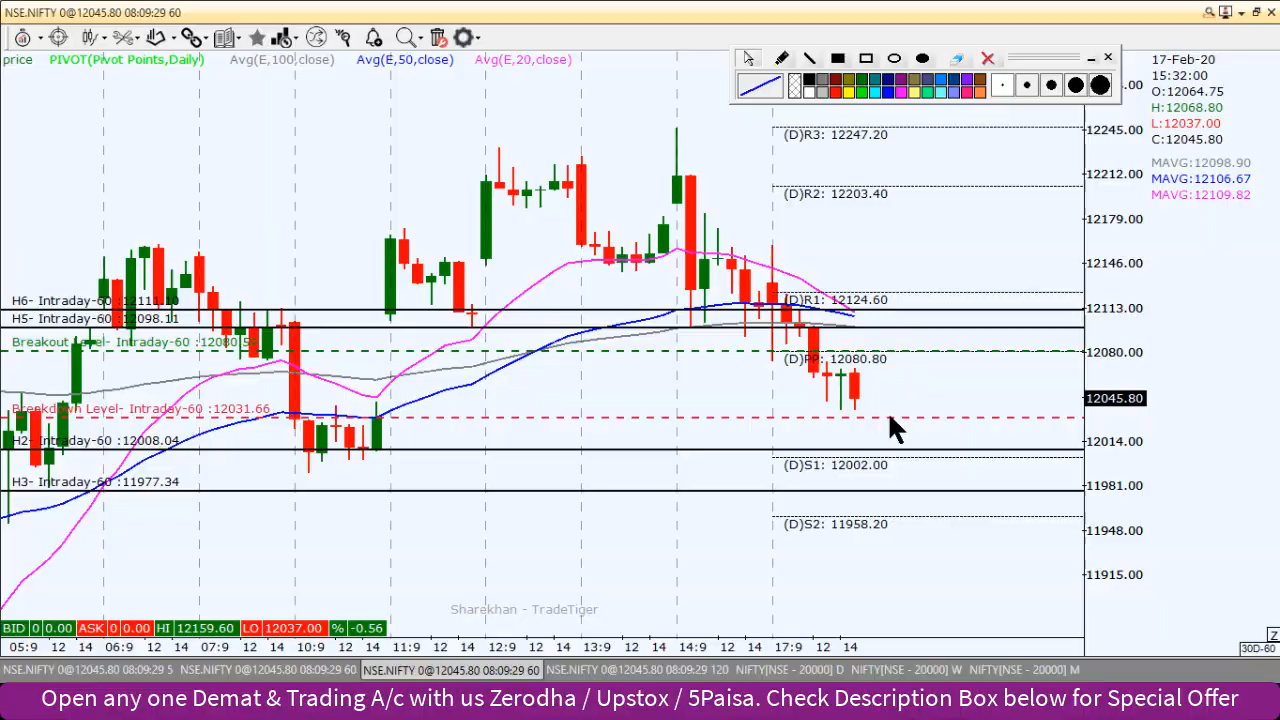 NSE.NIFTY 0@12045.80 08:09:29 60
price PIVOT(Pivot Points,Daily) Avg(E,100,close) Avg(E,50,close) Avg(E,20,close)
17-Feb-20
15:32:00
O:12064.75
H:12068.80
L:12037.00
C:12045.80
MAVG:12098.90
MAVG:12106.67
MAVG:12109.82
12245.00
12212.00
12179.00
12146.00
12113.00
12080.00
12045.80
12014.00
11981.00
11948.00
11915.00
(D)R3: 12247.20
(D)R2: 12203.40
(D)R1: 12124.60
(D)PP: 12080.80
(D)S1: 12002.00
(D)S2: 11958.20
H6- Intraday-60 :12111.10
H5- Intraday-60 :12098.11
Breakout Level- Intraday-60 :12080.5
Breakdown Level- Intraday-60 :12031.66
H2- Intraday-60 :12008.04
H3- Intraday-60 :11977.34
Sharekhan - TradeTiger
BID 0 0.00 ASK 0 0.00 HI 12159.60 LO 12037.00 % -0.56
05:9 12 14 06:9 12 14 07:9 12 14 10:9 12 14 11:9 12 14 12:9 12 14 13:9 12 14 14:9 12 14 17:9 12 14
Z
30D-60
NSE.NIFTY 0@12045.80 08:09:29 5 NSE.NIFTY 0@12045.80 08:09:29 60 NSE.NIFTY 0@12045.80 08:09:29 60 NSE.NIFTY 0@12045.80 08:09:29 120 NIFTY[NSE - 20000] D NIFTY[NSE - 20000] W NIFTY[NSE - 20000] M
Open any one Demat & Trading A/c with us Zerodha / Upstox / 5Paisa. Check Description Box below for Special Offer